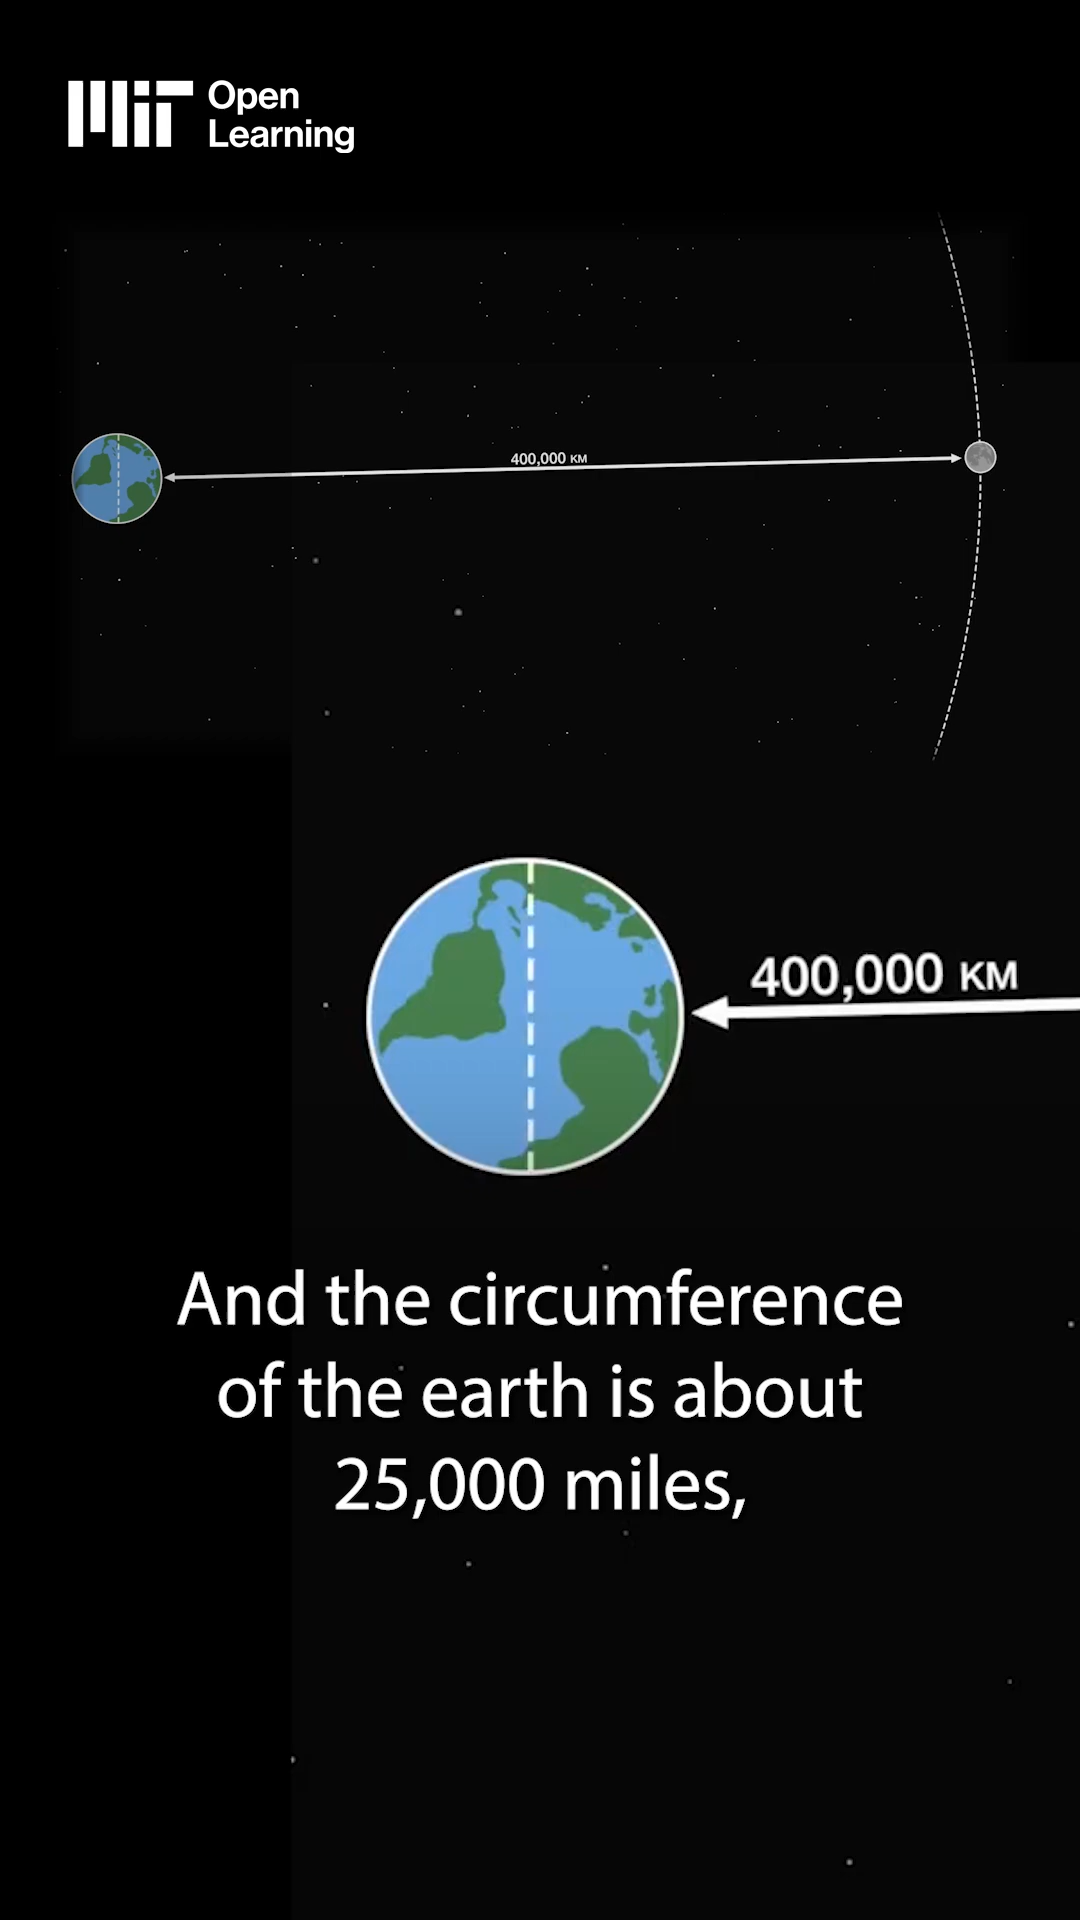 MIT Open
Learning
400,000 KM
400,000 KM
And the circumference
of the earth is about
25,000 miles,